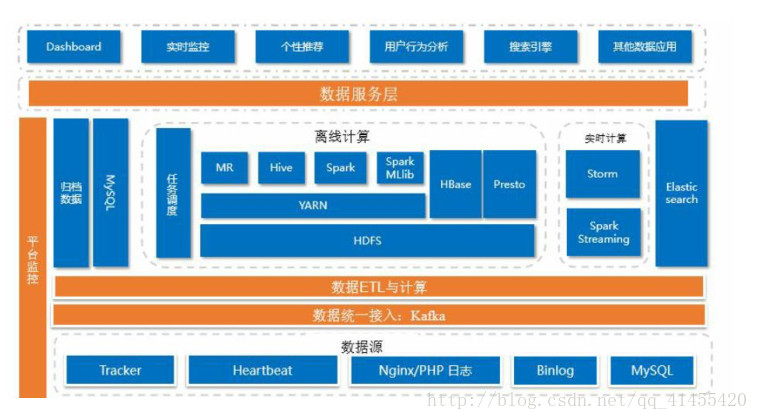 Dashboard
实时监控
个性推荐
用户行为分析
搜索引擎
其他数据应用
数据服务层
平台监控
归档
数据
MySQL
离线计算
任务调度
MR
Hive
Spark
Spark
MLlib
HBase
Presto
YARN
HDFS
实时计算
Storm
Spark
Streaming
Elastic
search
数据ETL与计算
数据统一接入：Kafka
数据源
Tracker
Heartbeat
Nginx/PHP 日志
Binlog
MySQL
http://blog.csdn.net/qq_41455420